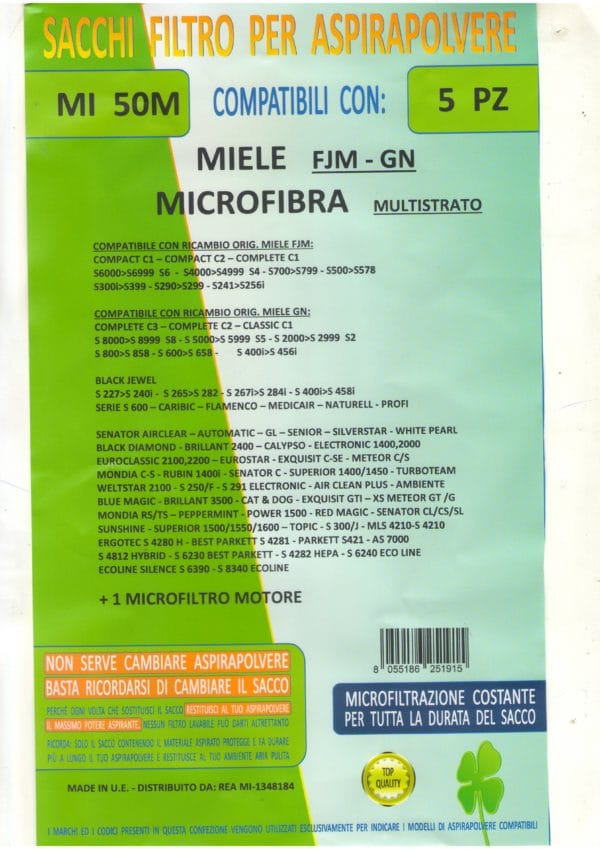 SACCHI FILTRO PER ASPIRAPOLVERE
MI 50M
COMPATIBILI CON:
5 PZ
MIELE FJM - GN
MICROFIBRA MULTISTRATO
COMPATIBILE CON RICAMBIO ORIG. MIELE FJM:
COMPACT C1 – COMPACT C2 – COMPLETE C1
S6000>S6999 S6 - S4000>S4999 S4 - S700>S799 - S500>S578
S300i>S399 - S290>S299 - S241>S256i
COMPATIBILE CON RICAMBIO ORIG. MIELE GN:
COMPLETE C3 – COMPLETE C2 – CLASSIC C1
S 8000>S 8999 S8 - S 5000>S 5999 S5 - S 2000>S 2999 S2
S 800>S 858 - S 600>S 658 - S 400i>S 456i
BLACK JEWEL
S 227>S 240i - S 265>S 282 - S 267i>S 284i - S 400i>S 458i
SERIE S 600 – CARIBIC – FLAMENCO – MEDICAIR – NATURELL - PROFI
SENATOR AIRCLEAR – AUTOMATIC – GL – SENIOR – SILVERSTAR - WHITE PEARL
BLACK DIAMOND - BRILLANT 2400 – CALYPSO - ELECTRONIC 1400,2000
EUROCLASSIC 2100,2200 – EUROSTAR - EXQUISIT C-SE - METEOR C/S
MONDIA C-S - RUBIN 1400i - SENATOR C - SUPERIOR 1400/1450 - TURBOTEAM
WELTSTAR 2100 - S 250/F - S 291 ELECTRONIC - AIR CLEAN PLUS - AMBIENTE
BLUE MAGIC - BRILLANT 3500 - CAT & DOG - EXQUISIT GTI – XS METEOR GT /G
MONDIA RS/TS – PEPPERMINT - POWER 1500 - RED MAGIC - SENATOR CL/CS/SL
SUNSHINE - SUPERIOR 1500/1550/1600 – TOPIC - S 300/J - MLS 4210-S 4210
ERGOTEC S 4280 H - BEST PARKETT S 4281 - PARKETT S421 - AS 7000
S 4812 HYBRID - S 6230 BEST PARKETT - S 4282 HEPA - S 6240 ECO LINE
ECOLINE SILENCE S 6390 - S 8340 ECOLINE
+ 1 MICROFILTRO MOTORE
8 055186 251915
NON SERVE CAMBIARE ASPIRAPOLVERE
BASTA RICORDARSI DI CAMBIARE IL SACCO
PERCHÉ OGNI VOLTA CHE SOSTITUISCI IL SACCO RESTITUISCI AL TUO ASPIRAPOLVERE
IL MASSIMO POTERE ASPIRANTE. NESSUN FILTRO LAVABILE PUÒ DARTI ALTRETTANTO
RICORDA: SOLO IL SACCO CONTENENDO IL MATERIALE ASPIRATO PROTEGGE E FA DURARE
PIÙ A LUNGO IL TUO ASPIRAPOLVERE E RESTITUISCE AL TUO AMBIENTE ARIA PULITA
MICROFILTRAZIONE COSTANTE
PER TUTTA LA DURATA DEL SACCO
TOP
QUALITY
MADE IN U.E. - DISTRIBUITO DA: REA MI-1348184
I MARCHI ED I CODICI PRESENTI IN QUESTA CONFEZIONE VENGONO UTILIZZATI ESCLUSIVAMENTE PER INDICARE I MODELLI DI ASPIRAPOLVERE COMPATIBILI